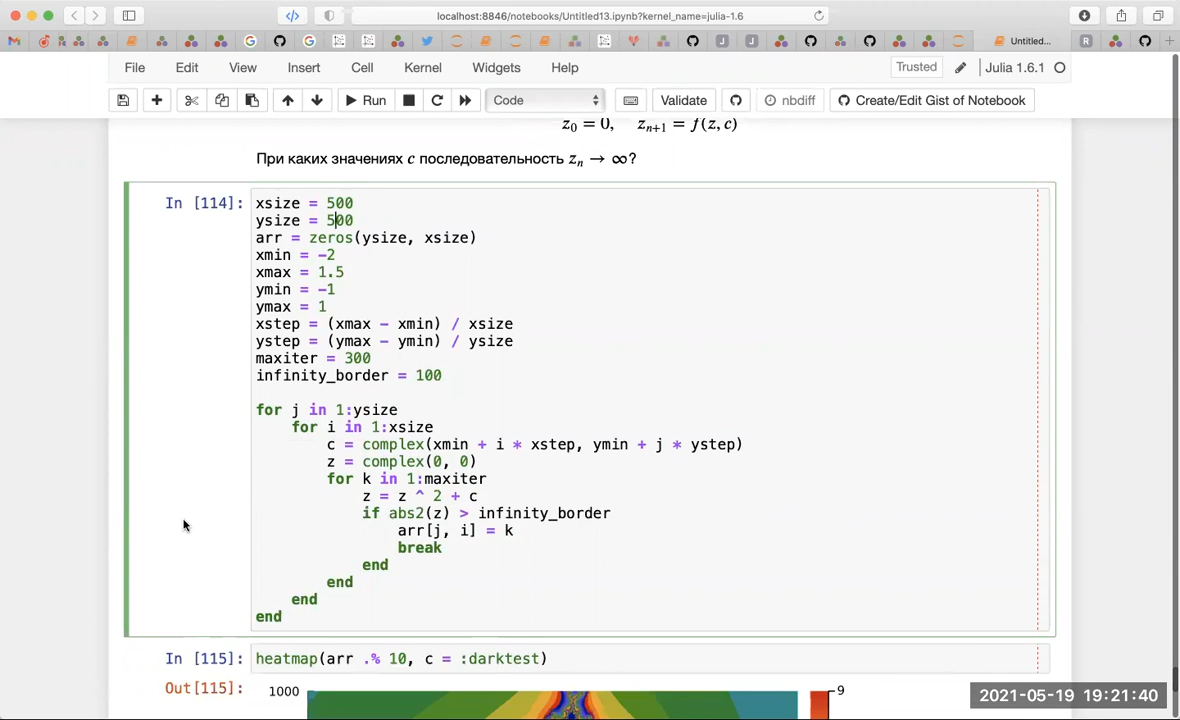 localhost:8846/notebooks/Untitled13.ipynb?kernel_name=julia-1.6
Untitled...
File Edit View Insert Cell Kernel Widgets Help Trusted Julia 1.6.1
Run Code Validate nbdiff Create/Edit Gist of Notebook
z₀ = 0, zₙ₊₁ = f(z, c)
При каких значениях c последовательность zₙ → ∞?
In [114]: xsize = 500
ysize = 500
arr = zeros(ysize, xsize)
xmin = -2
xmax = 1.5
ymin = -1
ymax = 1
xstep = (xmax - xmin) / xsize
ystep = (ymax - ymin) / ysize
maxiter = 300
infinity_border = 100
for j in 1:ysize
for i in 1:xsize
c = complex(xmin + i * xstep, ymin + j * ystep)
z = complex(0, 0)
for k in 1:maxiter
z = z ^ 2 + c
if abs2(z) > infinity_border
arr[j, i] = k
break
end
end
end
end
In [115]: heatmap(arr .% 10, c = :darktest)
Out[115]: 1000 9
2021-05-19 19:21:40